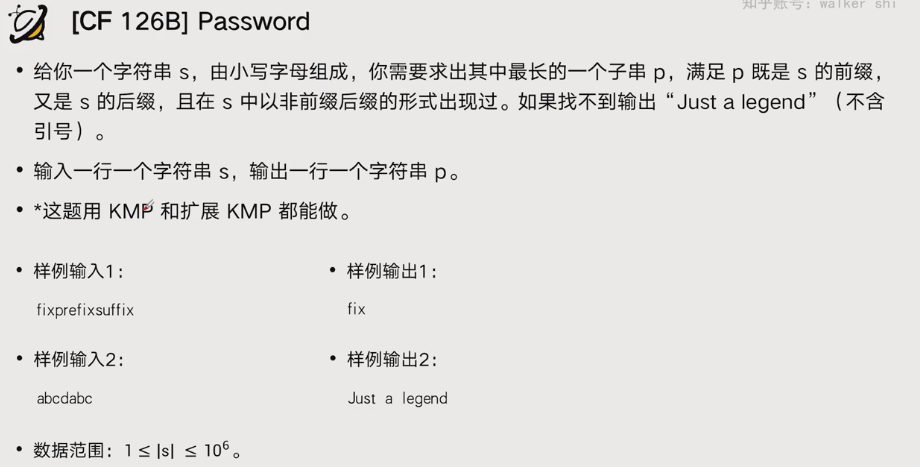 知乎账号：walker shi
[CF 126B] Password
• 给你一个字符串 s，由小写字母组成，你需要求出其中最长的一个子串 p，满足 p 既是 s 的前缀，
又是 s 的后缀，且在 s 中以非前缀后缀的形式出现过。如果找不到输出“Just a legend”（不含
引号）。
• 输入一行一个字符串 s，输出一行一个字符串 p。
• *这题用 KMP 和扩展 KMP 都能做。
• 样例输入1：
fixprefixsuffix
• 样例输出1：
fix
• 样例输入2：
abcdabc
• 样例输出2：
Just a legend
• 数据范围：1 ≤ |s| ≤ 10⁶。